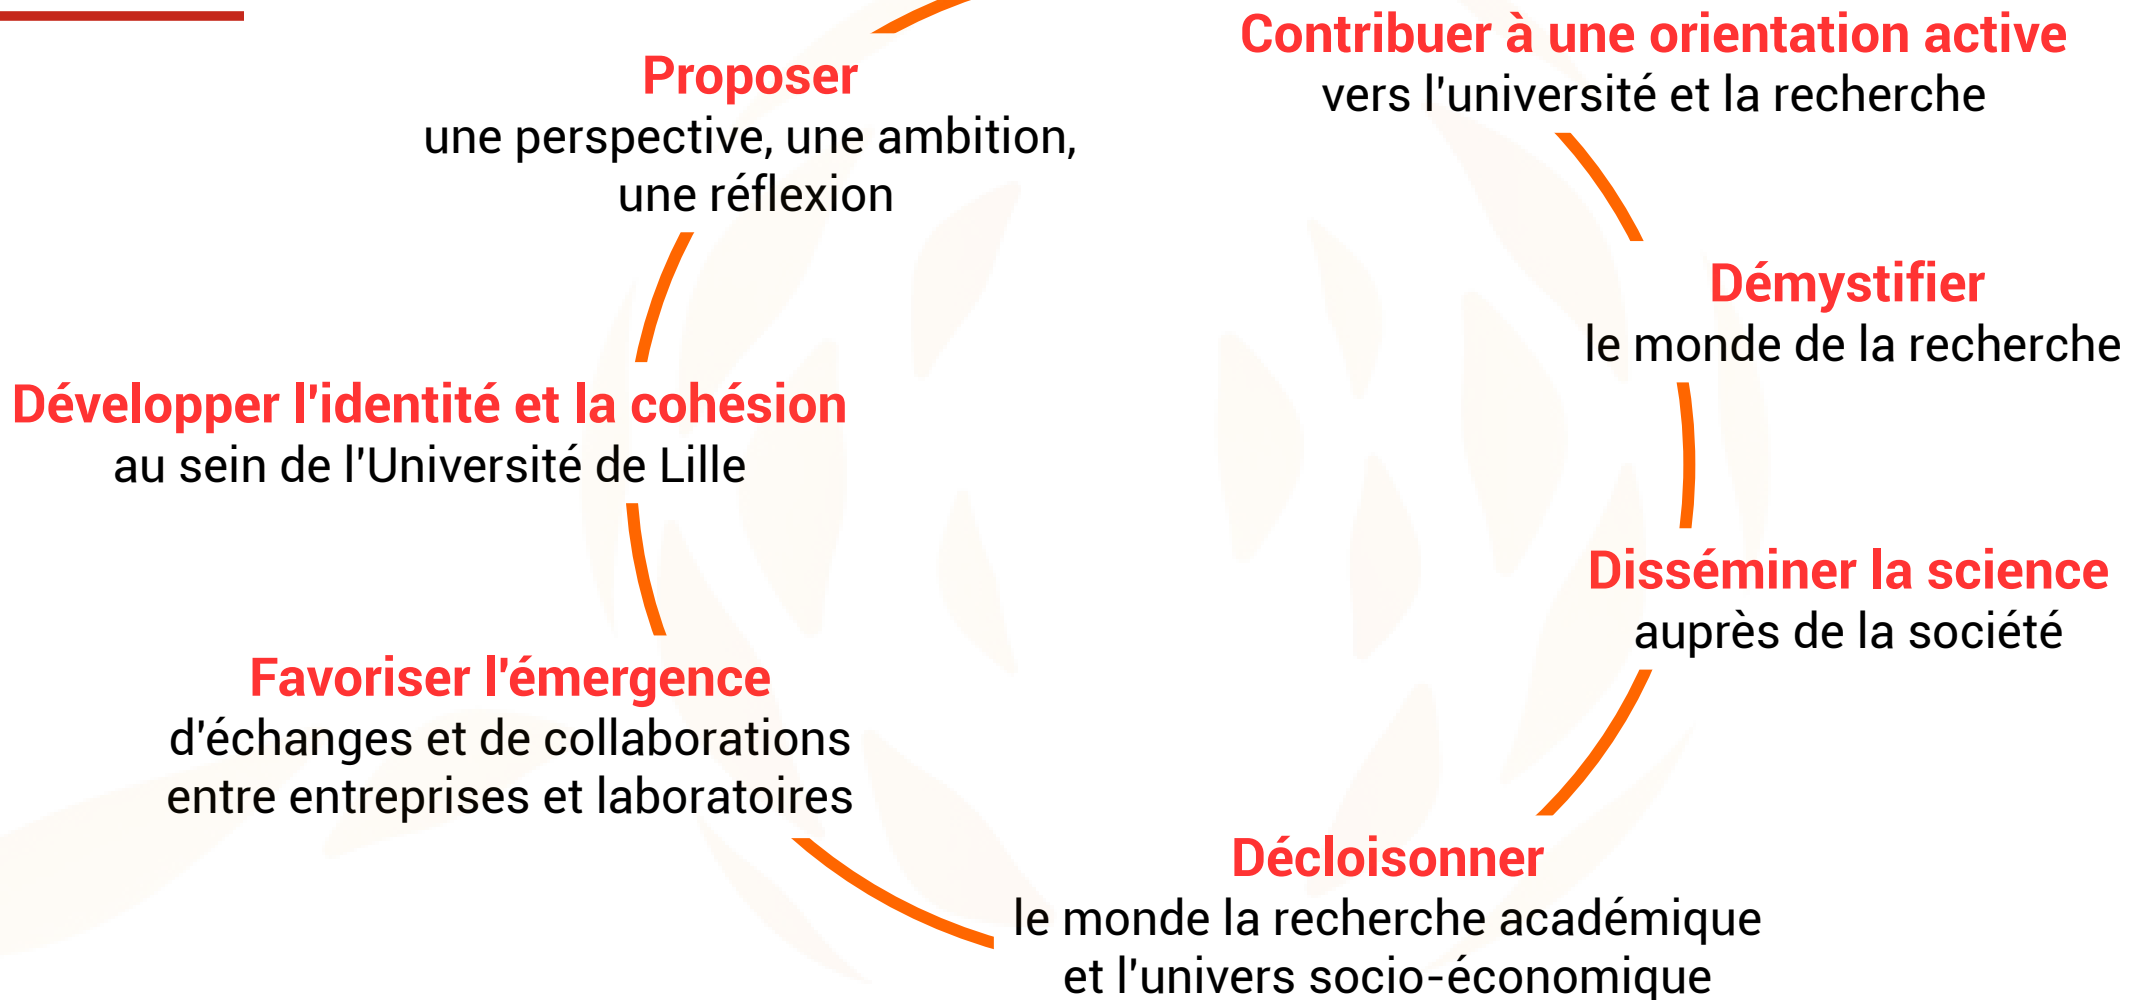 Proposer
une perspective, une ambition,
une réflexion
Contribuer à une orientation active
vers l'université et la recherche
Démystifier
le monde de la recherche
Disséminer la science
auprès de la société
Décloisonner
le monde la recherche académique
et l'univers socio-économique
Favoriser l'émergence
d'échanges et de collaborations
entre entreprises et laboratoires
Développer l'identité et la cohésion
au sein de l'Université de Lille